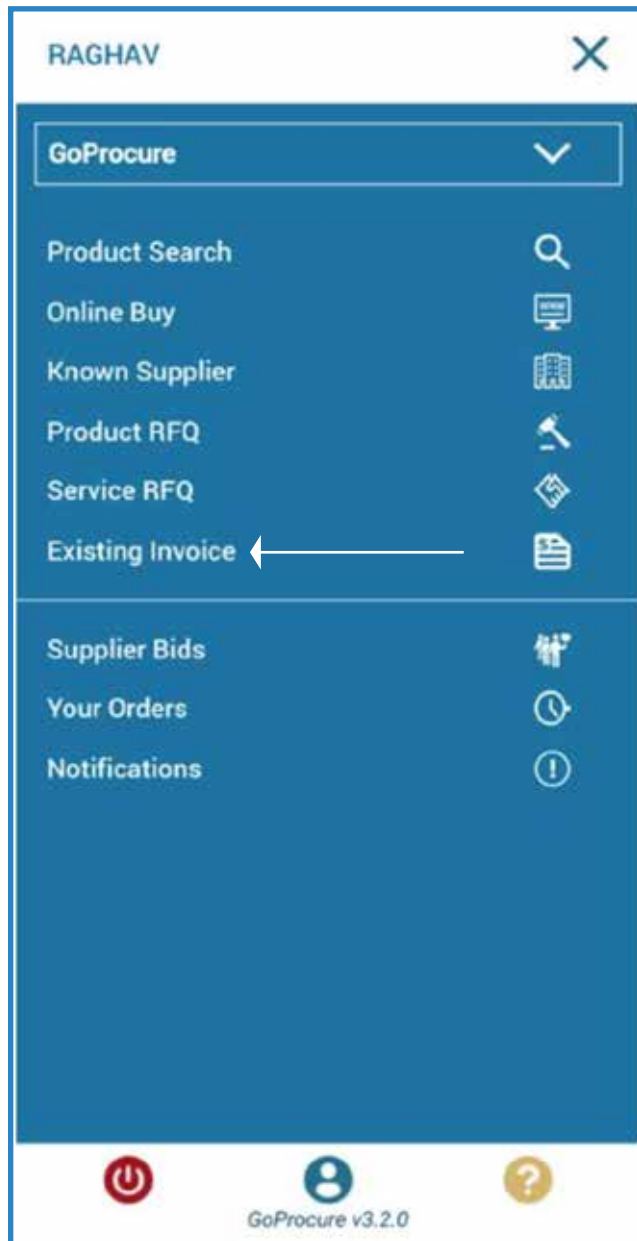 RAGHAV
GoProcure
Product Search
Online Buy
Known Supplier
Product RFQ
Service RFQ
Existing Invoice
Supplier Bids
Your Orders
Notifications
GoProcure v3.2.0